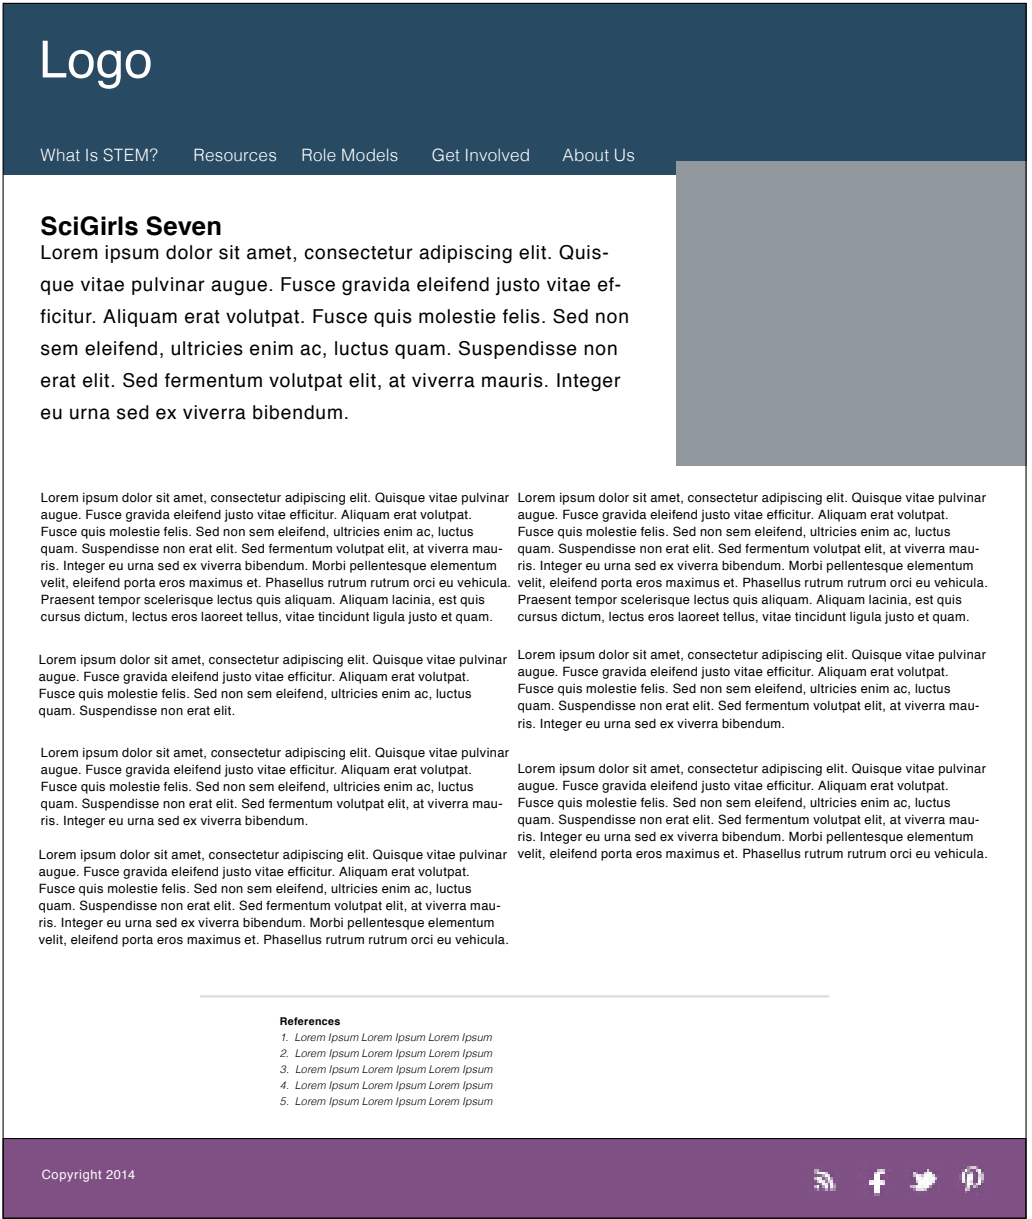 Logo
What Is STEM? Resources Role Models Get Involved About Us
SciGirls Seven
Lorem ipsum dolor sit amet, consectetur adipiscing elit. Quis-
que vitae pulvinar augue. Fusce gravida eleifend justo vitae ef-
ficitur. Aliquam erat volutpat. Fusce quis molestie felis. Sed non
sem eleifend, ultricies enim ac, luctus quam. Suspendisse non
erat elit. Sed fermentum volutpat elit, at viverra mauris. Integer
eu urna sed ex viverra bibendum.
Lorem ipsum dolor sit amet, consectetur adipiscing elit. Quisque vitae pulvinar
augue. Fusce gravida eleifend justo vitae efficitur. Aliquam erat volutpat.
Fusce quis molestie felis. Sed non sem eleifend, ultricies enim ac, luctus
quam. Suspendisse non erat elit. Sed fermentum volutpat elit, at viverra mau-
ris. Integer eu urna sed ex viverra bibendum. Morbi pellentesque elementum
velit, eleifend porta eros maximus et. Phasellus rutrum rutrum orci eu vehicula.
Praesent tempor scelerisque lectus quis aliquam. Aliquam lacinia, est quis
cursus dictum, lectus eros laoreet tellus, vitae tincidunt ligula justo et quam.
Lorem ipsum dolor sit amet, consectetur adipiscing elit. Quisque vitae pulvinar
augue. Fusce gravida eleifend justo vitae efficitur. Aliquam erat volutpat.
Fusce quis molestie felis. Sed non sem eleifend, ultricies enim ac, luctus
quam. Suspendisse non erat elit.
Lorem ipsum dolor sit amet, consectetur adipiscing elit. Quisque vitae pulvinar
augue. Fusce gravida eleifend justo vitae efficitur. Aliquam erat volutpat.
Fusce quis molestie felis. Sed non sem eleifend, ultricies enim ac, luctus
quam. Suspendisse non erat elit. Sed fermentum volutpat elit, at viverra mau-
ris. Integer eu urna sed ex viverra bibendum.
Lorem ipsum dolor sit amet, consectetur adipiscing elit. Quisque vitae pulvinar
augue. Fusce gravida eleifend justo vitae efficitur. Aliquam erat volutpat.
Fusce quis molestie felis. Sed non sem eleifend, ultricies enim ac, luctus
quam. Suspendisse non erat elit. Sed fermentum volutpat elit, at viverra mau-
ris. Integer eu urna sed ex viverra bibendum. Morbi pellentesque elementum
velit, eleifend porta eros maximus et. Phasellus rutrum rutrum orci eu vehicula.
Lorem ipsum dolor sit amet, consectetur adipiscing elit. Quisque vitae pulvinar
augue. Fusce gravida eleifend justo vitae efficitur. Aliquam erat volutpat.
Fusce quis molestie felis. Sed non sem eleifend, ultricies enim ac, luctus
quam. Suspendisse non erat elit. Sed fermentum volutpat elit, at viverra mau-
ris. Integer eu urna sed ex viverra bibendum. Morbi pellentesque elementum
velit, eleifend porta eros maximus et. Phasellus rutrum rutrum orci eu vehicula.
Praesent tempor scelerisque lectus quis aliquam. Aliquam lacinia, est quis
cursus dictum, lectus eros laoreet tellus, vitae tincidunt ligula justo et quam.
Lorem ipsum dolor sit amet, consectetur adipiscing elit. Quisque vitae pulvinar
augue. Fusce gravida eleifend justo vitae efficitur. Aliquam erat volutpat.
Fusce quis molestie felis. Sed non sem eleifend, ultricies enim ac, luctus
quam. Suspendisse non erat elit. Sed fermentum volutpat elit, at viverra mau-
ris. Integer eu urna sed ex viverra bibendum.
Lorem ipsum dolor sit amet, consectetur adipiscing elit. Quisque vitae pulvinar
augue. Fusce gravida eleifend justo vitae efficitur. Aliquam erat volutpat.
Fusce quis molestie felis. Sed non sem eleifend, ultricies enim ac, luctus
quam. Suspendisse non erat elit. Sed fermentum volutpat elit, at viverra mau-
ris. Integer eu urna sed ex viverra bibendum. Morbi pellentesque elementum
velit, eleifend porta eros maximus et. Phasellus rutrum rutrum orci eu vehicula.
References
1. Lorem Ipsum Lorem Ipsum Lorem Ipsum
2. Lorem Ipsum Lorem Ipsum Lorem Ipsum
3. Lorem Ipsum Lorem Ipsum Lorem Ipsum
4. Lorem Ipsum Lorem Ipsum Lorem Ipsum
5. Lorem Ipsum Lorem Ipsum Lorem Ipsum
Copyright 2014